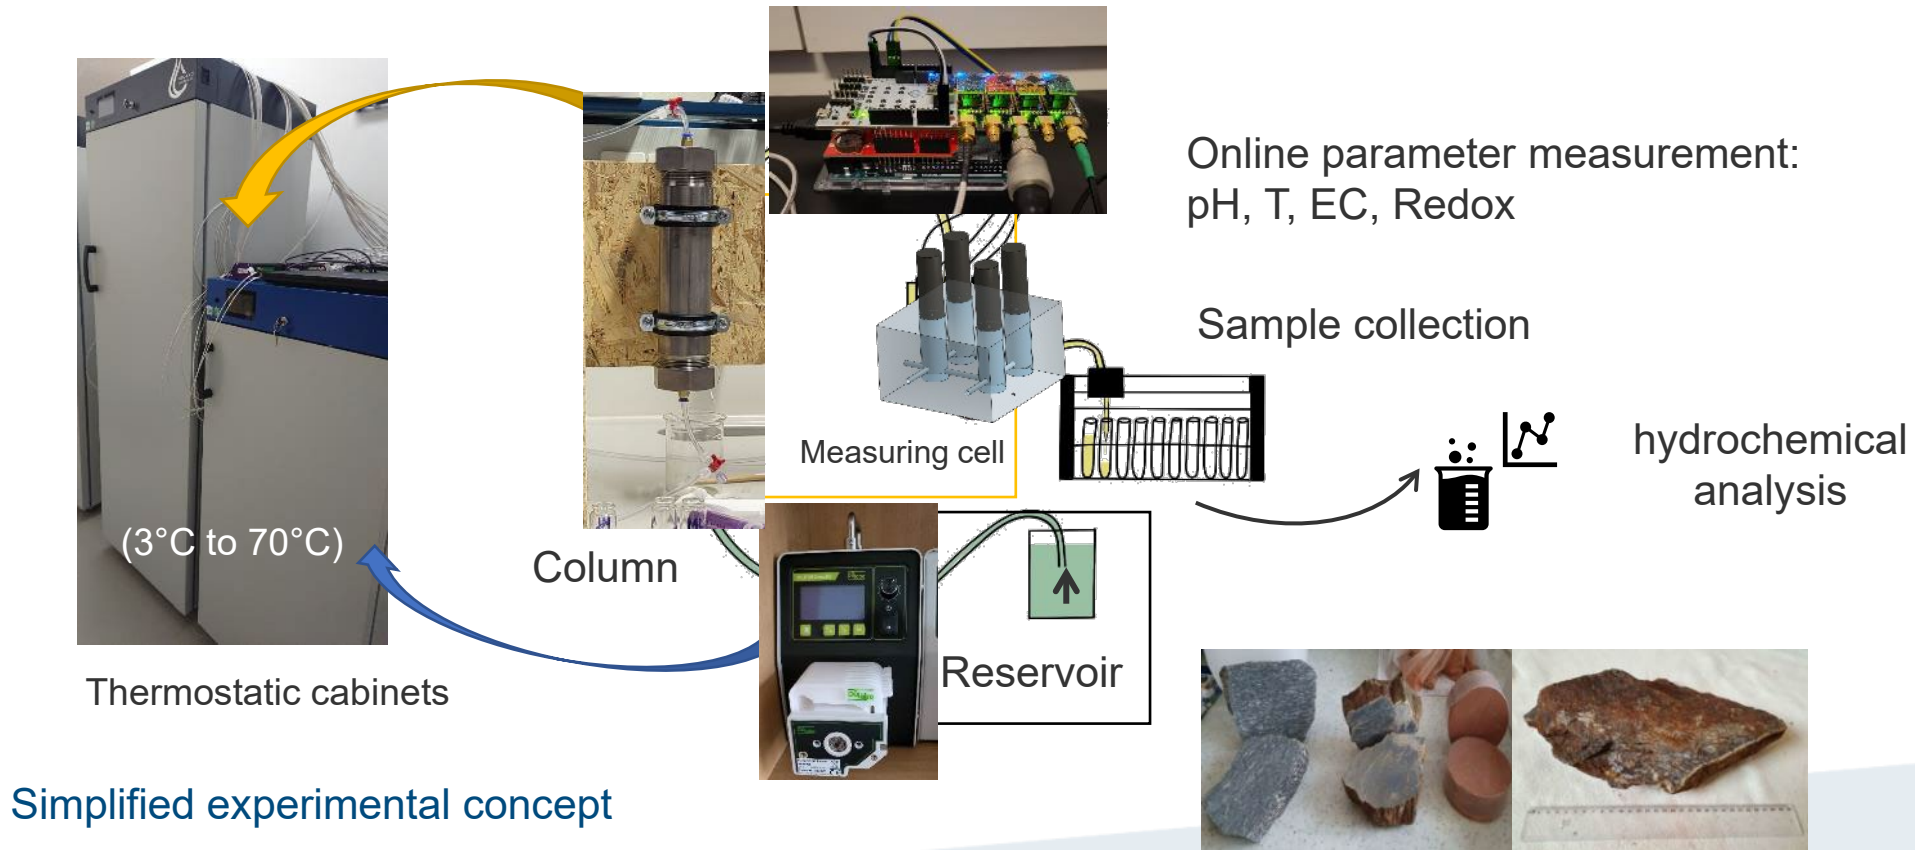 Online parameter measurement:
pH, T, EC, Redox
Sample collection
Measuring cell
hydrochemical
analysis
(3°C to 70°C)
Column
Reservoir
Thermostatic cabinets
Simplified experimental concept